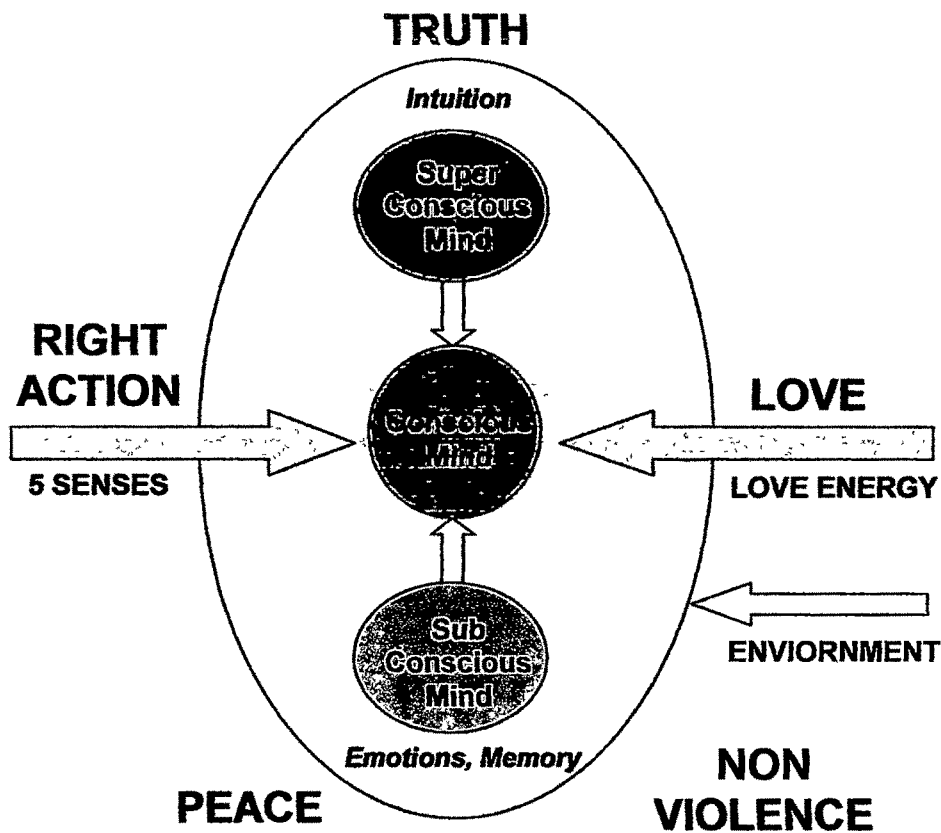 TRUTH
Intuition
Super
Conscious
Mind
RIGHT
ACTION
5 SENSES
Conscious
Mind
LOVE
LOVE ENERGY
Sub
Conscious
Mind
ENVIORNMENT
Emotions, Memory
PEACE
NON
VIOLENCE